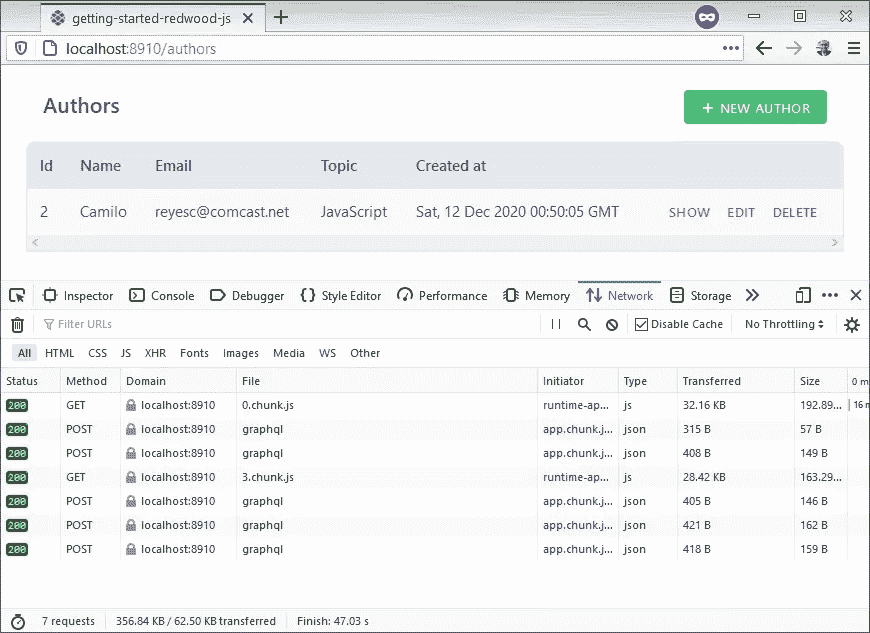 getting-started-redwood-js
localhost:8910/authors
Authors
+ NEW AUTHOR
Id Name Email Topic Created at
2 Camilo reyesc@comcast.net JavaScript Sat, 12 Dec 2020 00:50:05 GMT SHOW EDIT DELETE
Inspector Console Debugger Style Editor Performance Memory Network Storage
Filter URLs Disable Cache No Throttling
All HTML CSS JS XHR Fonts Images Media WS Other
Status Method Domain File Initiator Type Transferred Size 0 m
200 GET localhost:8910 0.chunk.js runtime-ap... js 32.16 KB 192.89... 16 m
200 POST localhost:8910 graphql app.chunk.j... json 315 B 57 B
200 POST localhost:8910 graphql app.chunk.j... json 408 B 149 B
200 GET localhost:8910 3.chunk.js runtime-ap... js 28.42 KB 163.29...
200 POST localhost:8910 graphql app.chunk.j... json 405 B 146 B
200 POST localhost:8910 graphql app.chunk.j... json 421 B 162 B
200 POST localhost:8910 graphql app.chunk.j... json 418 B 159 B
7 requests 356.84 KB / 62.50 KB transferred Finish: 47.03 s